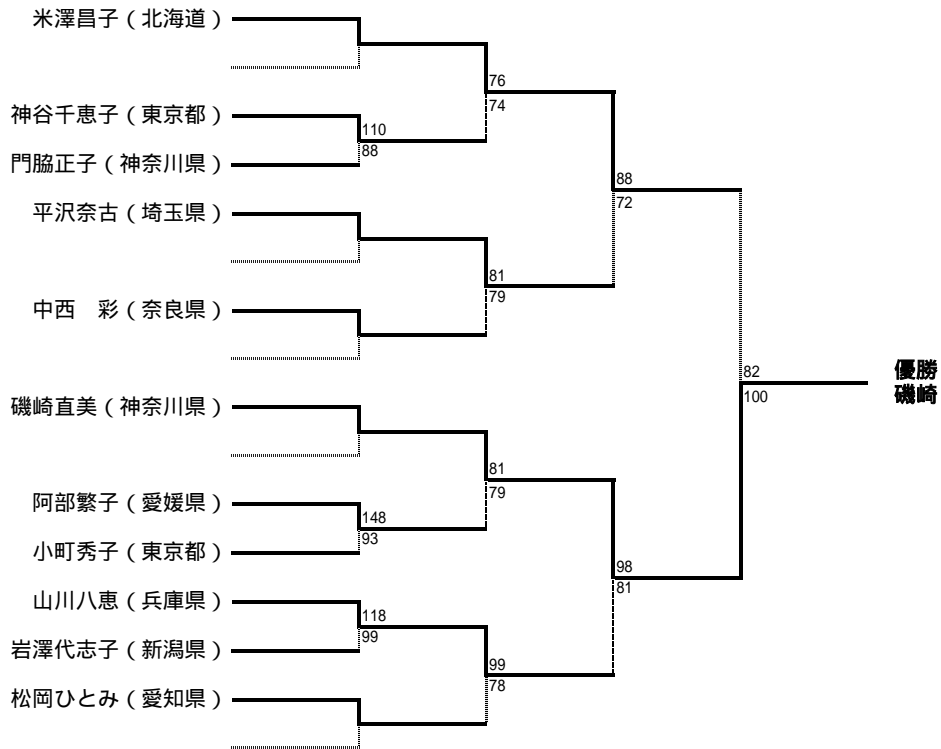 米澤昌子（北海道）
76
74
神谷千恵子（東京都）
110
88
門脇正子（神奈川県）
88
72
平沢奈古（埼玉県）
81
79
中西　彩（奈良県）
82
100
優勝
磯崎
磯崎直美（神奈川県）
81
79
阿部繁子（愛媛県）
148
93
小町秀子（東京都）
98
81
山川八恵（兵庫県）
118
99
岩澤代志子（新潟県）
99
78
松岡ひとみ（愛知県）